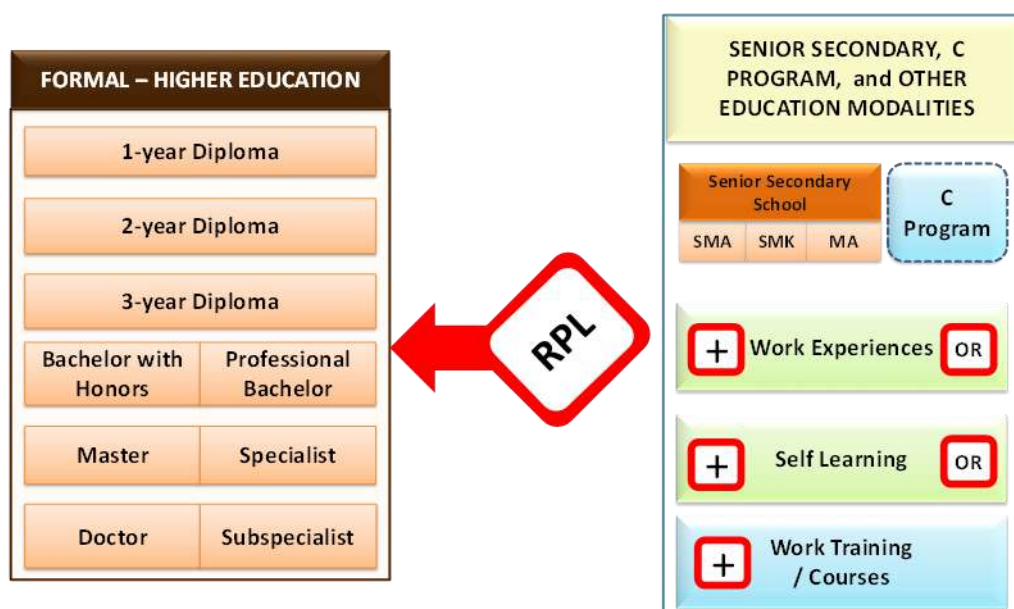 FORMAL – HIGHER EDUCATION
1-year Diploma
2-year Diploma
3-year Diploma
Bachelor with
Honors
Professional
Bachelor
Master
Specialist
Doctor
Subspecialist
RPL
SENIOR SECONDARY, C
PROGRAM, and OTHER
EDUCATION MODALITIES
Senior Secondary
School
SMA
SMK
MA
C
Program
+ Work Experiences OR
+ Self Learning OR
+ Work Training
/ Courses